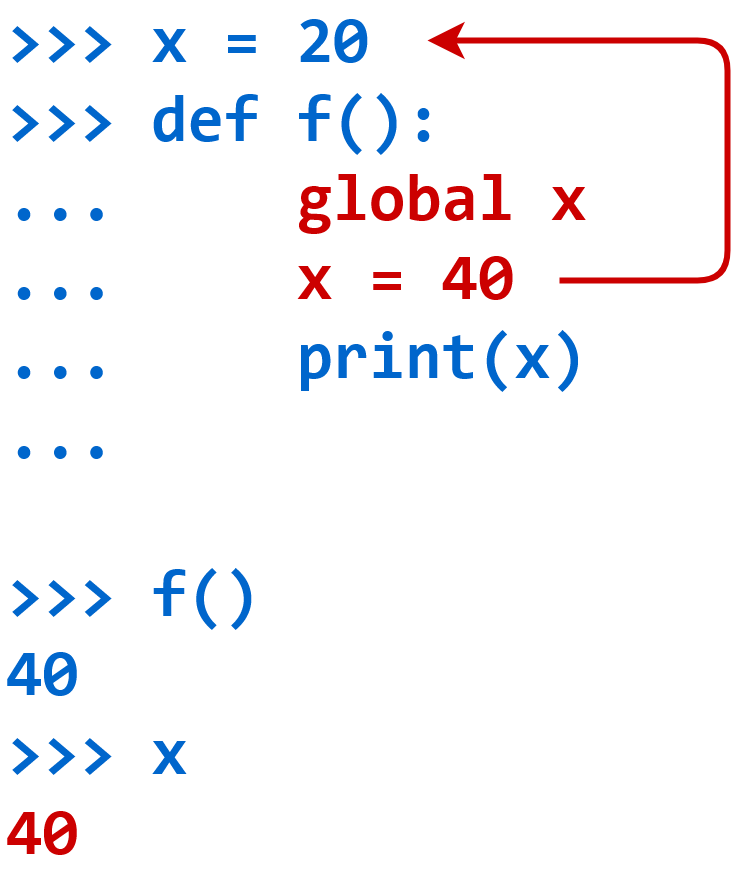 >>> x = 20
>>> def f():
...     global x
...     x = 40
...     print(x)
...
>>> f()
40
>>> x
40